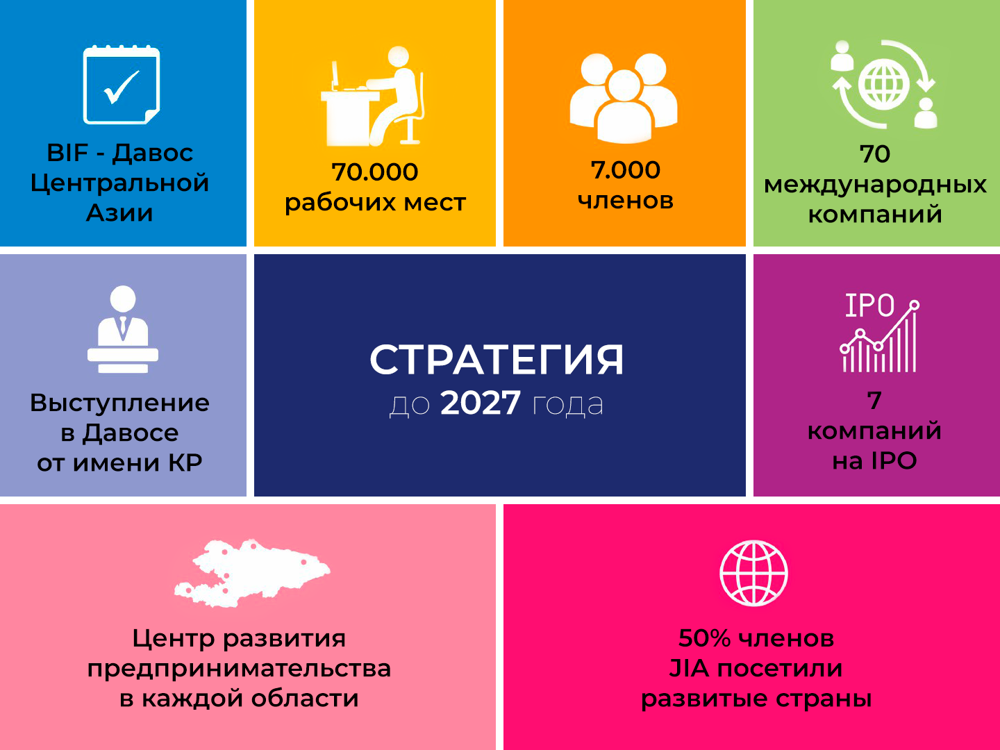 BIF - Давос
Центральной
Азии
70.000
рабочих мест
7.000
членов
70
международных
компаний
Выступление
в Давосе
от имени КР
СТРАТЕГИЯ
до 2027 года
IPO
7
компаний
на IPO
Центр развития
предпринимательства
в каждой области
50% членов
JIA посетили
развитые страны